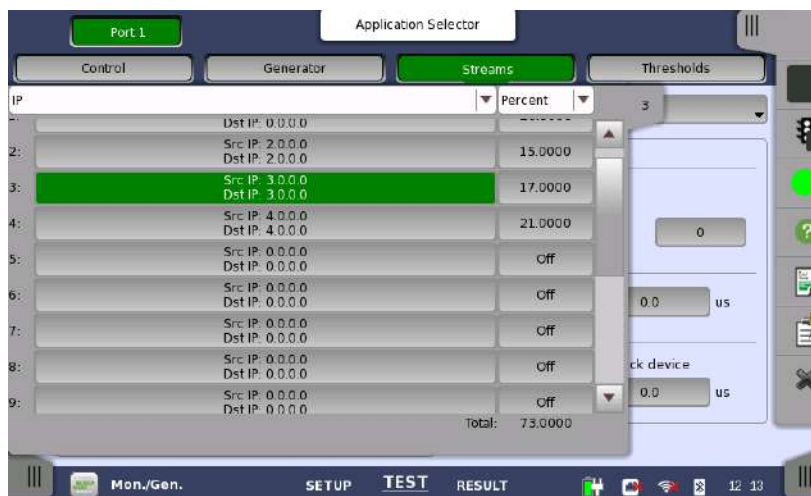 Application Selector
Port 1
Control Generator Streams Thresholds
IP Percent 3
Dst IP: 0.0.0.0
2: Src IP: 2.0.0.0 15.0000
Dst IP: 2.0.0.0
3: Src IP: 3.0.0.0 17.0000
Dst IP: 3.0.0.0
4: Src IP: 4.0.0.0 21.0000
Dst IP: 4.0.0.0
0
5: Src IP: 0.0.0.0 Off
Dst IP: 0.0.0.0
6: Src IP: 0.0.0.0 Off
Dst IP: 0.0.0.0
0.0 us
7: Src IP: 0.0.0.0 Off
Dst IP: 0.0.0.0
8: Src IP: 0.0.0.0 Off
Dst IP: 0.0.0.0
ck device
9: Src IP: 0.0.0.0 Off
Dst IP: 0.0.0.0
0.0 us
Total: 73.0000
Mon./Gen. SETUP TEST RESULT 12 13